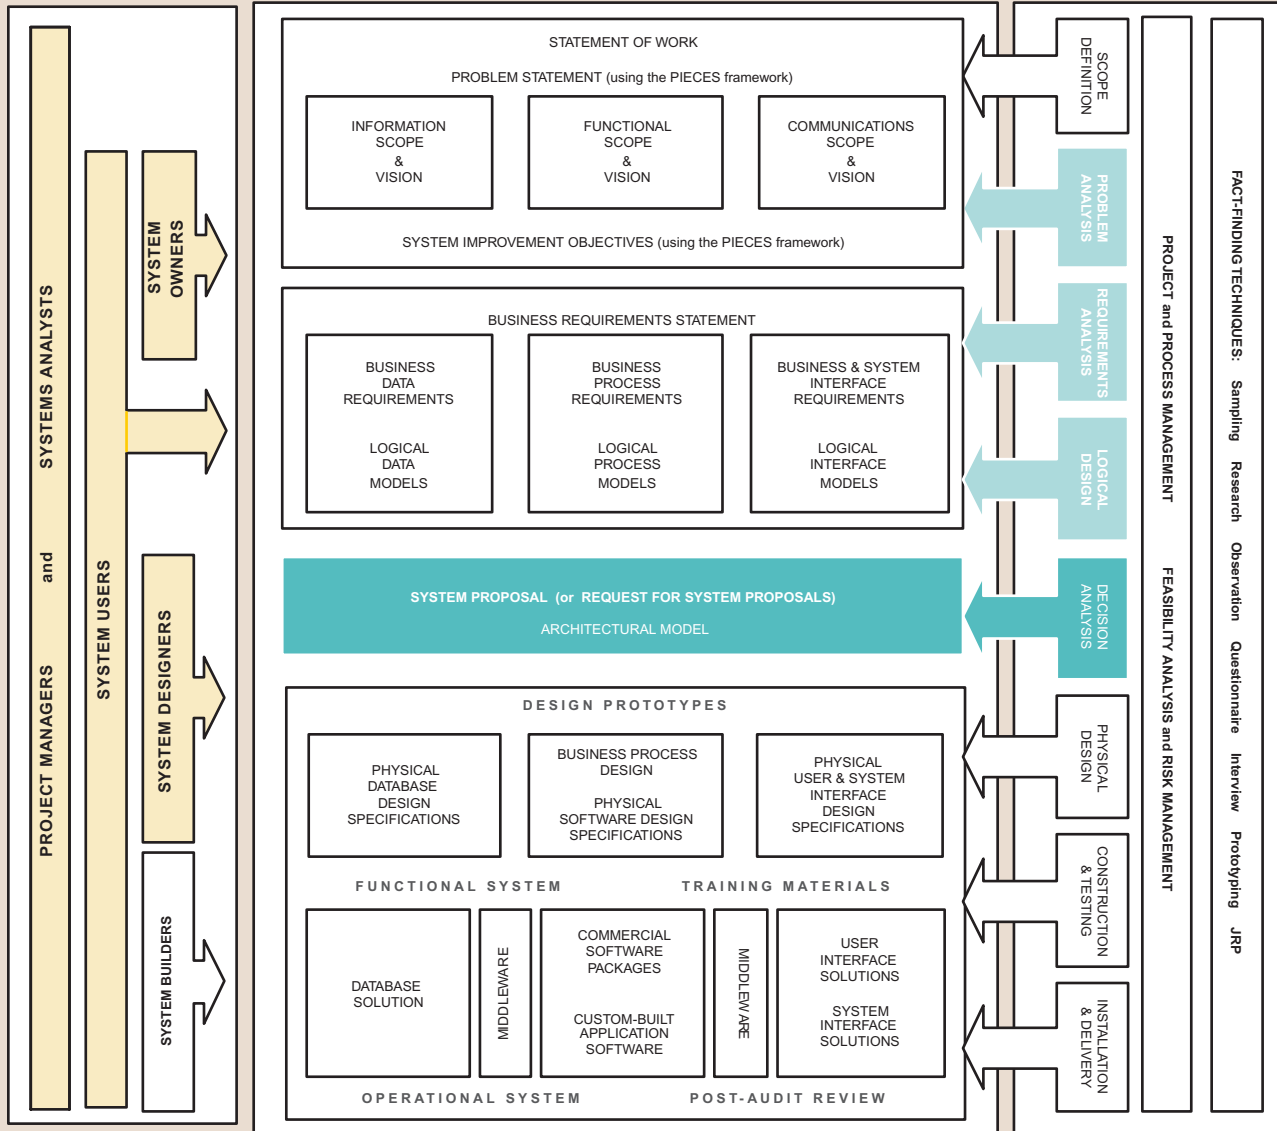 PROJECT MANAGERS and SYSTEMS ANALYSTS
SYSTEM USERS
SYSTEM
OWNERS
SYSTEM DESIGNERS
SYSTEM BUILDERS
STATEMENT OF WORK
PROBLEM STATEMENT (using the PIECES framework)
INFORMATION
SCOPE
&
VISION
FUNCTIONAL
SCOPE
&
VISION
COMMUNICATIONS
SCOPE
&
VISION
SYSTEM IMPROVEMENT OBJECTIVES (using the PIECES framework)
BUSINESS REQUIREMENTS STATEMENT
BUSINESS
DATA
REQUIREMENTS
LOGICAL
DATA
MODELS
BUSINESS
PROCESS
REQUIREMENTS
LOGICAL
PROCESS
MODELS
BUSINESS & SYSTEM
INTERFACE
REQUIREMENTS
LOGICAL
INTERFACE
MODELS
SYSTEM PROPOSAL (or REQUEST FOR SYSTEM PROPOSALS)
ARCHITECTURAL MODEL
DESIGN PROTOTYPES
PHYSICAL
DATABASE
DESIGN
SPECIFICATIONS
BUSINESS PROCESS
DESIGN
PHYSICAL
SOFTWARE DESIGN
SPECIFICATIONS
PHYSICAL
USER & SYSTEM
INTERFACE
DESIGN
SPECIFICATIONS
FUNCTIONAL SYSTEM
TRAINING MATERIALS
DATABASE
SOLUTION
MIDDLEWARE
COMMERCIAL
SOFTWARE
PACKAGES
CUSTOM-BUILT
APPLICATION
SOFTWARE
MIDDLEWARE
USER
INTERFACE
SOLUTIONS
SYSTEM
INTERFACE
SOLUTIONS
OPERATIONAL SYSTEM
POST-AUDIT REVIEW
SCOPE
DEFINITION
PROBLEM
ANALYSIS
REQUIREMENTS
ANALYSIS
LOGICAL
DESIGN
DECISION
ANALYSIS
PHYSICAL
DESIGN
CONSTRUCTION
& TESTING
INSTALLATION
& DELIVERY
PROJECT and PROCESS MANAGEMENT FEASIBILITY ANALYSIS and RISK MANAGEMENT
FACT-FINDING TECHNIQUES: Sampling Research Observation Questionnaire Interview Prototyping JRP